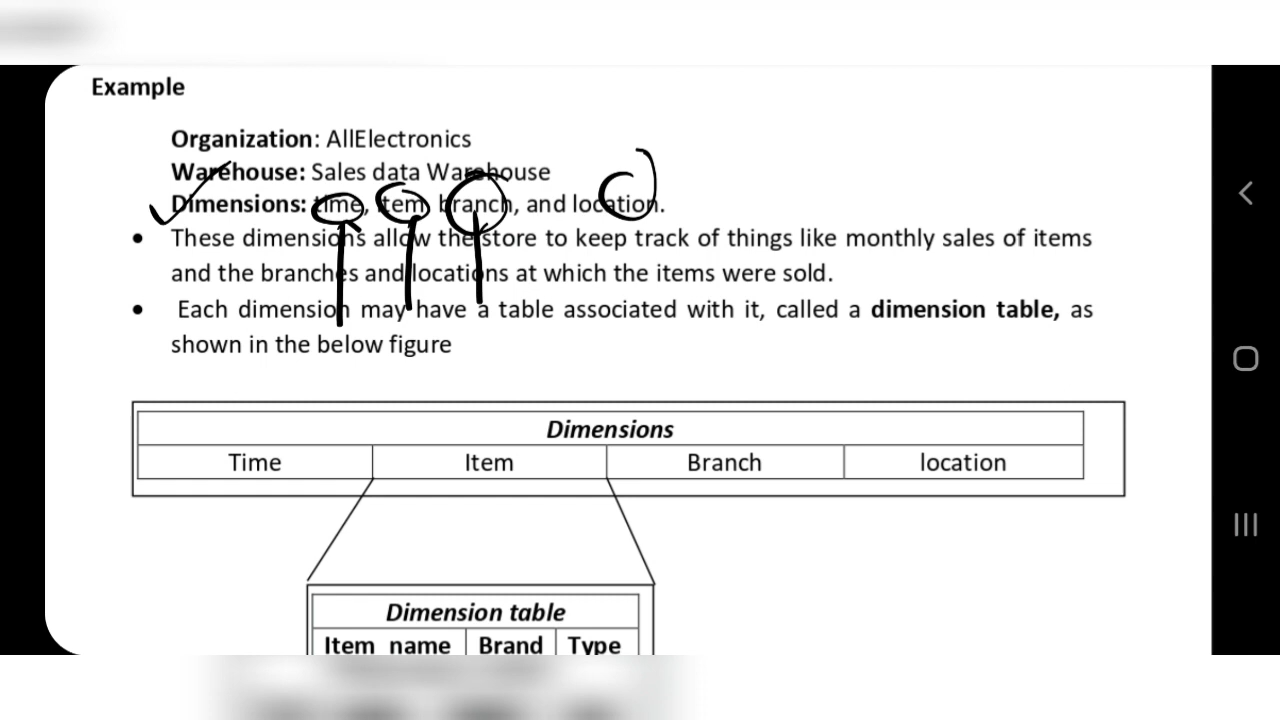 Example
Organization: AllElectronics
Warehouse: Sales data Warehouse
Dimensions: time, item, branch, and location.
• These dimensions allow the store to keep track of things like monthly sales of items
and the branches and locations at which the items were sold.
• Each dimension may have a table associated with it, called a dimension table, as
shown in the below figure
Dimensions
Time Item Branch location
Dimension table
Item_name Brand Type